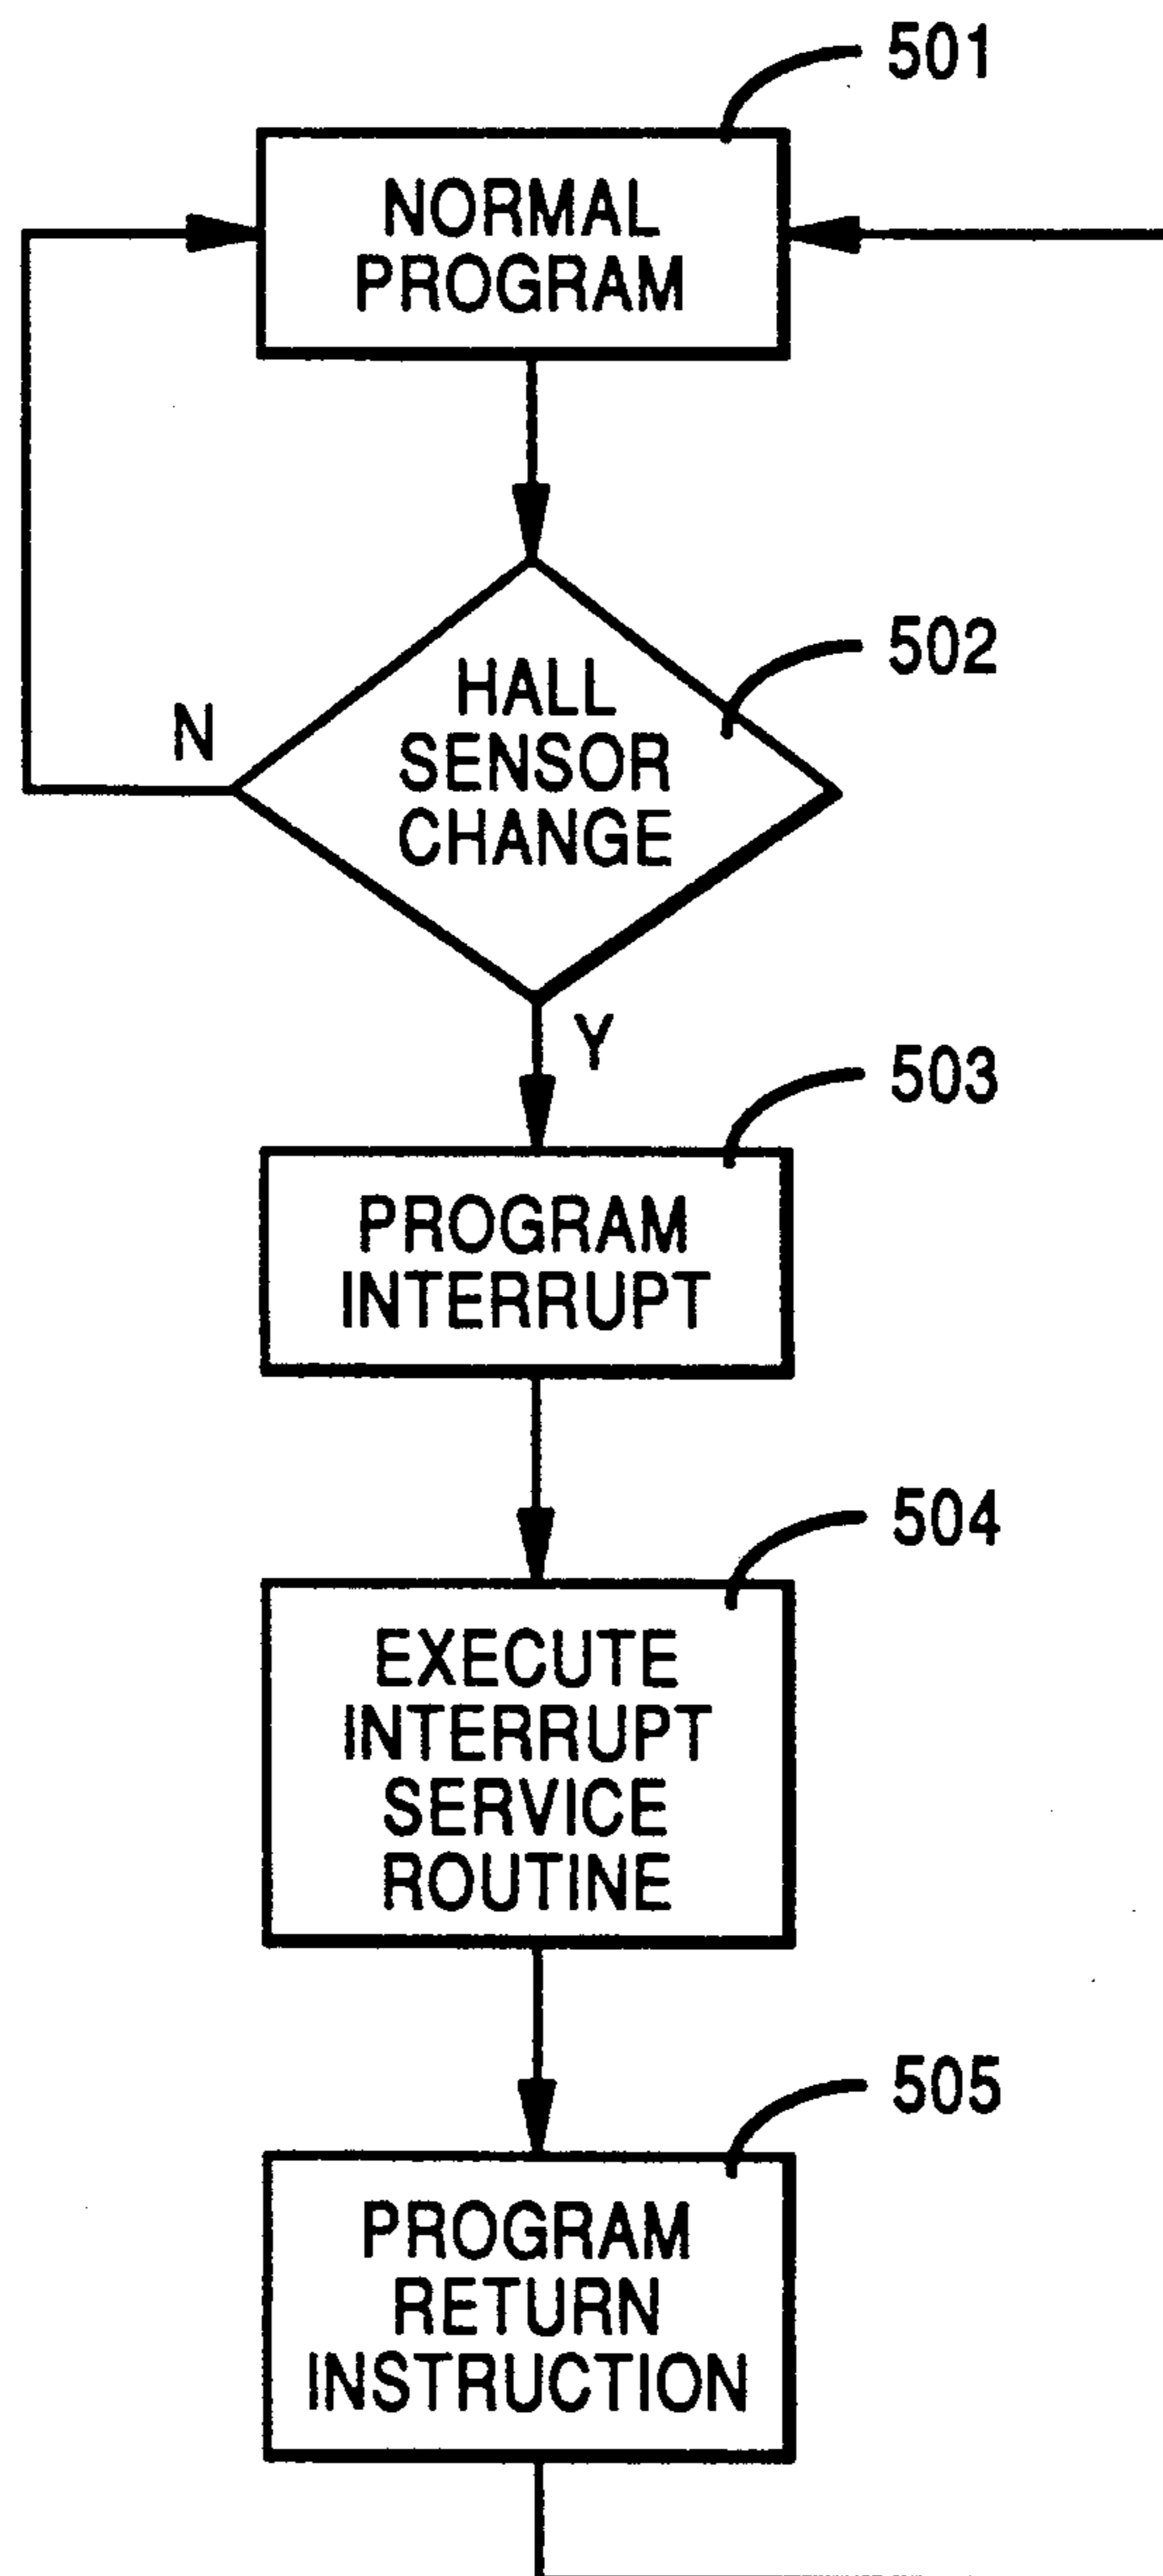 501
NORMAL
PROGRAM
502
HALL
SENSOR
CHANGE
N
Y
503
PROGRAM
INTERRUPT
504
EXECUTE
INTERRUPT
SERVICE
ROUTINE
505
PROGRAM
RETURN
INSTRUCTION